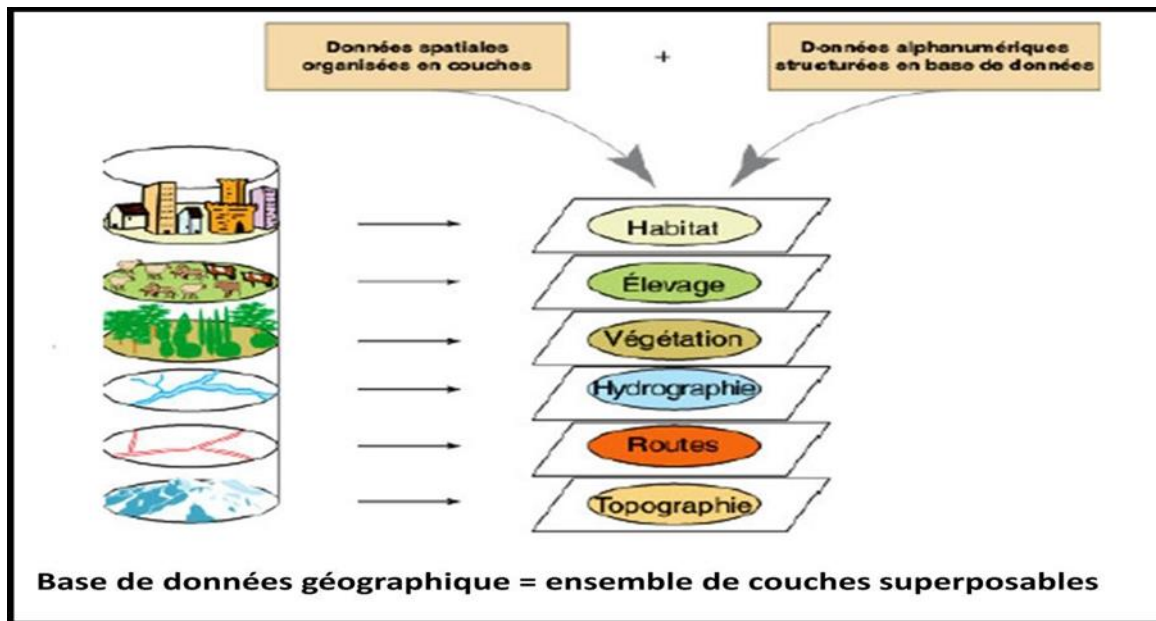 Données spatiales
organisées en couches
+
Données alphanumériques
structurées en base de données
Habitat
Élevage
Végétation
Hydrographie
Routes
Topographie
Base de données géographique = ensemble de couches superposables